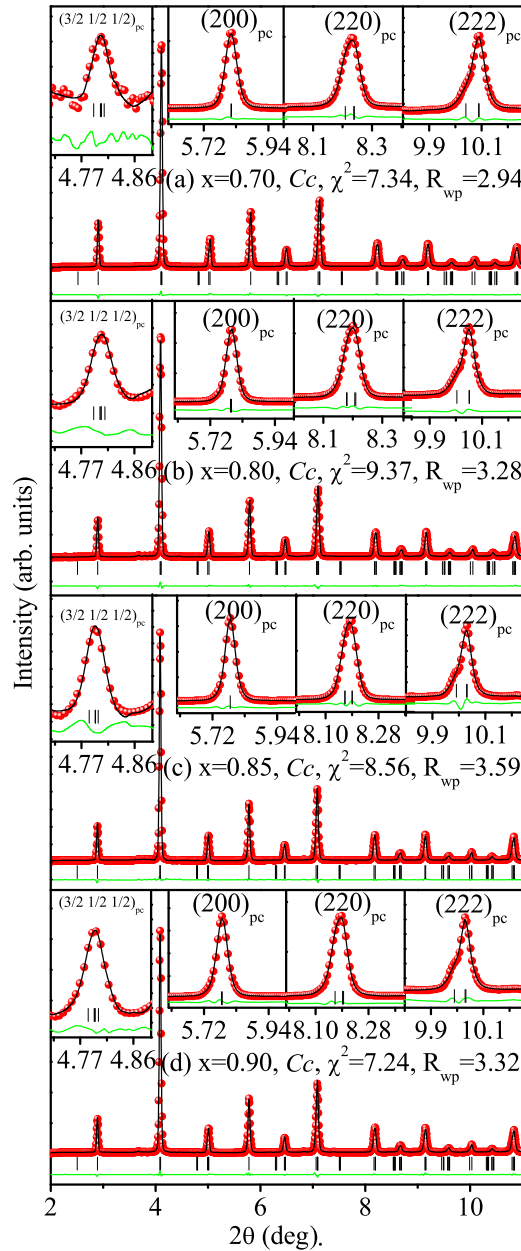 (3/2 1/2 1/2)pc (200)pc (220)pc (222)pc
5.72 5.94 8.1 8.3 9.9 10.1
4.77 4.86 (a) x=0.70, Cc, χ²=7.34, Rwp=2.94
(3/2 1/2 1/2)pc (200)pc (220)pc (222)pc
5.72 5.94 8.1 8.3 9.9 10.1
4.77 4.86 (b) x=0.80, Cc, χ²=9.37, Rwp=3.28
(3/2 1/2 1/2)pc (200)pc (220)pc (222)pc
5.72 5.94 8.10 8.28 9.9 10.1
4.77 4.86 (c) x=0.85, Cc, χ²=8.56, Rwp=3.59
(3/2 1/2 1/2)pc (200)pc (220)pc (222)pc
5.72 5.94 8.10 8.28 9.9 10.1
4.77 4.86 (d) x=0.90, Cc, χ²=7.24, Rwp=3.32
Intensity (arb. units)
2 4 6 8 10
2θ (deg).